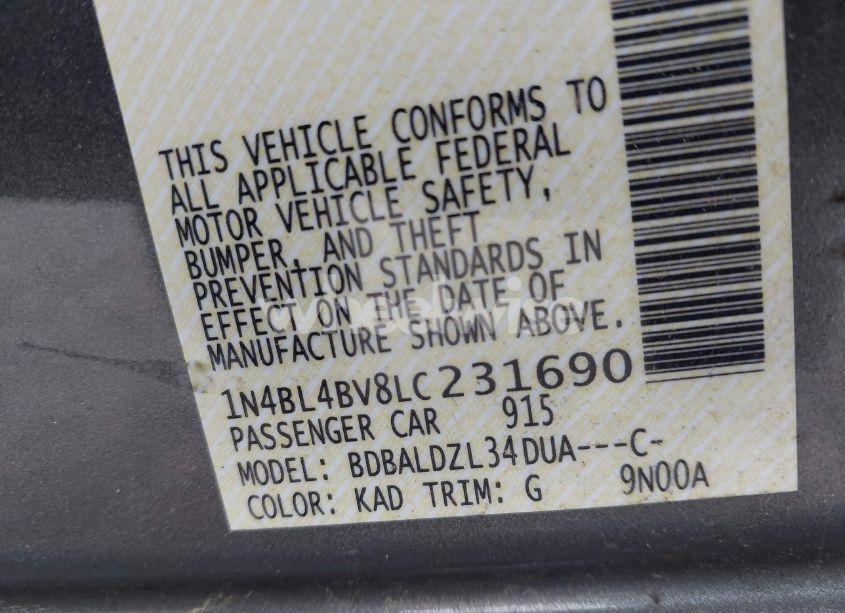 THIS VEHICLE CONFORMS TO
ALL APPLICABLE FEDERAL
MOTOR VEHICLE SAFETY,
BUMPER, AND THEFT
PREVENTION STANDARDS IN
EFFECT ON THE DATE OF
MANUFACTURE SHOWN ABOVE.
1N4BL4BV8LC231690
PASSENGER CAR 915
MODEL: BDBALDZL34DUA---C-
COLOR: KAD TRIM: G 9N00A